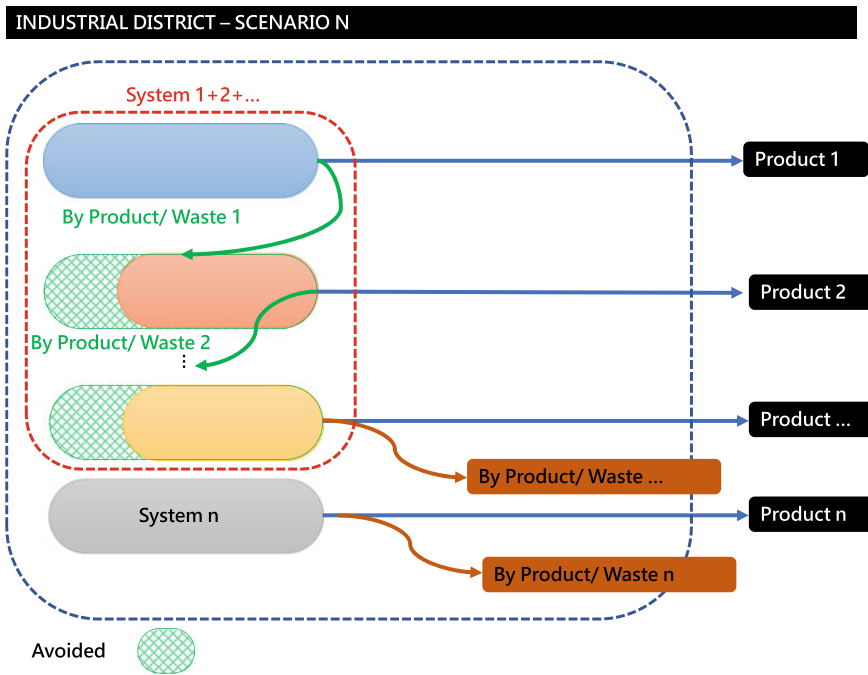 INDUSTRIAL DISTRICT – SCENARIO N
System 1+2+...
Product 1
By Product/ Waste 1
Product 2
By Product/ Waste 2
...
Product ...
By Product/ Waste ...
System n
Product n
By Product/ Waste n
Avoided